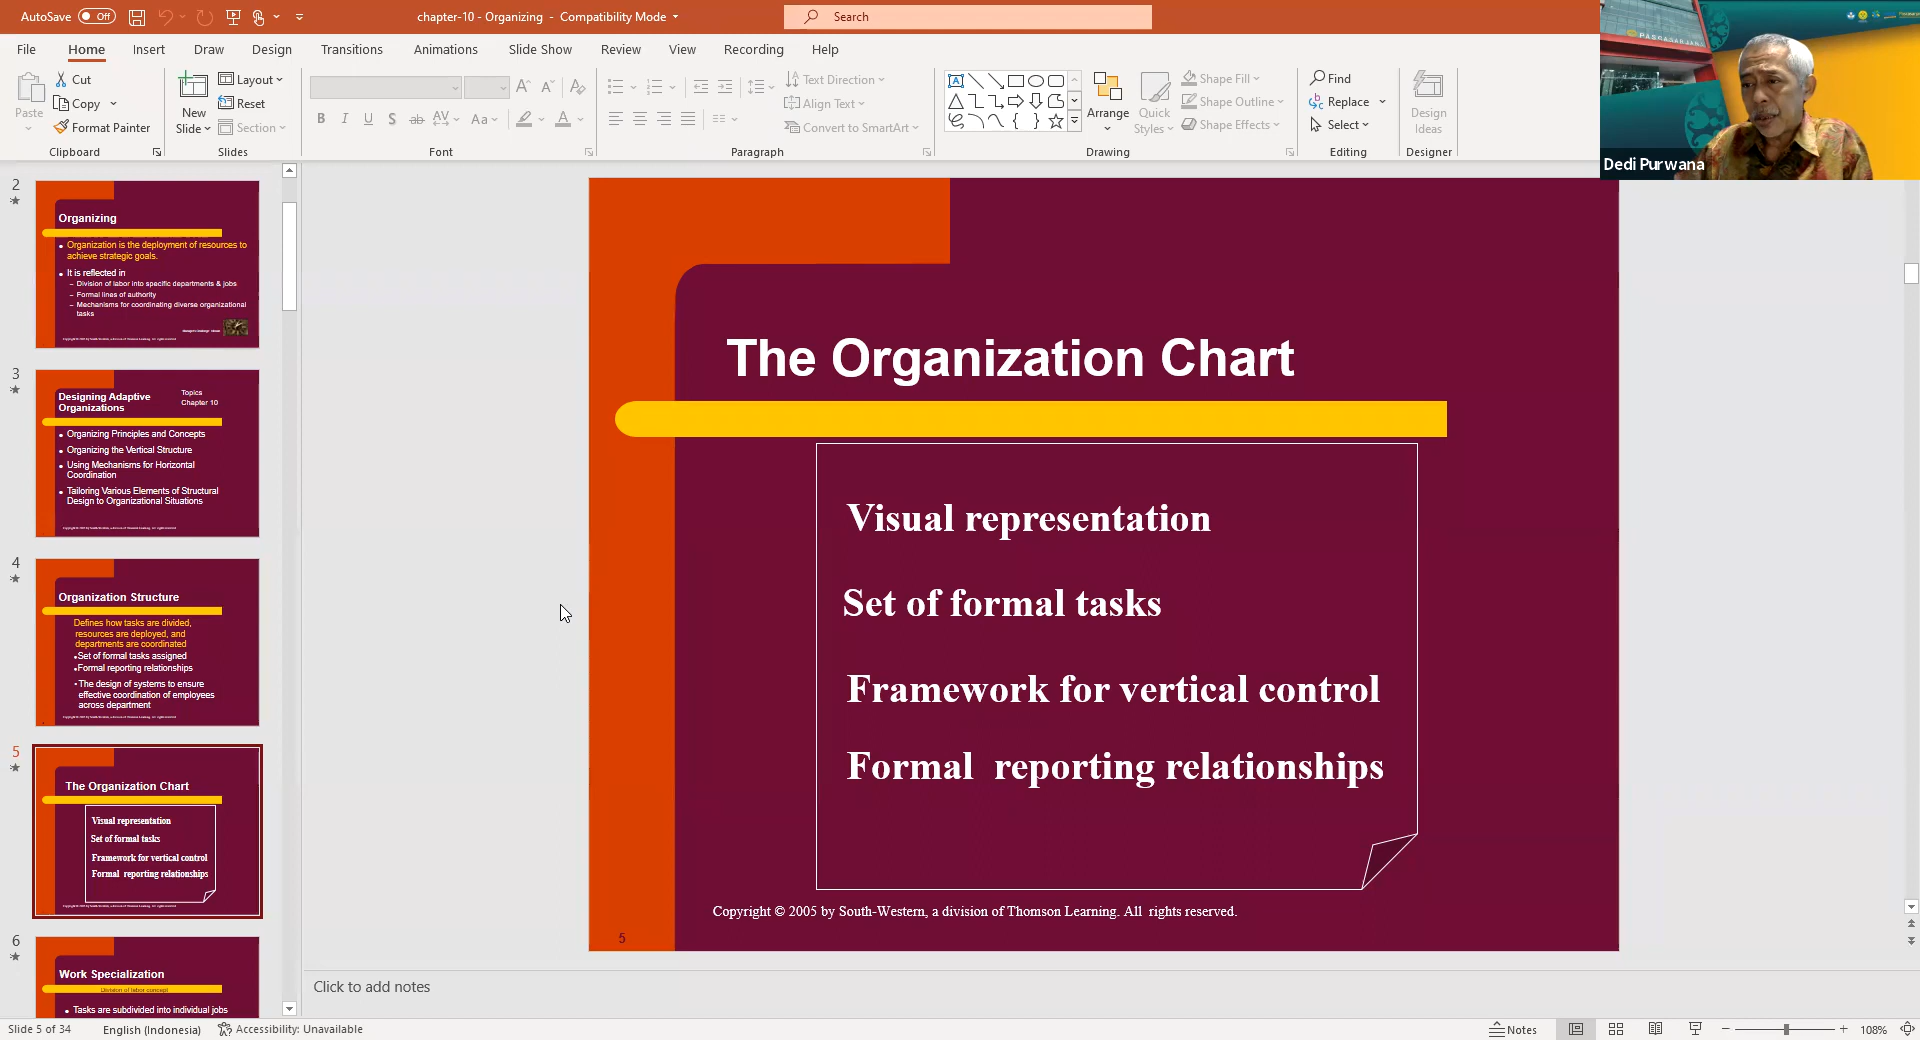 AutoSave
Off
chapter-10 - Organizing - Compatibility Mode
Search
File
Home
Insert
Draw
Design
Transitions
Animations
Slide Show
Review
View
Recording
Help
Paste
Cut
Copy
Format Painter
Clipboard
New
Slide
Layout
Reset
Section
Slides
Font
Text Direction
Align Text
Convert to SmartArt
Paragraph
Arrange
Quick
Styles
Shape Fill
Shape Outline
Shape Effects
Drawing
Find
Replace
Select
Editing
Design
Ideas
Designer
PASCASARJAN
Dedi Purwana
2
Organizing
Organization is the deployment of resources to
achieve strategic goals.
It is reflected in
– Division of labor into specific departments & jobs
– Formal lines of authority
– Mechanisms for coordinating diverse organizational
tasks
3
Designing Adaptive
Organizations
Topics
Chapter 10
Organizing Principles and Concepts
Organizing the Vertical Structure
Using Mechanisms for Horizontal
Coordination
Tailoring Various Elements of Structural
Design to Organizational Situations
4
Organization Structure
Defines how tasks are divided,
resources are deployed, and
departments are coordinated
•Set of formal tasks assigned
•Formal reporting relationships
•The design of systems to ensure
effective coordination of employees
across department
5
The Organization Chart
Visual representation
Set of formal tasks
Framework for vertical control
Formal reporting relationships
6
Work Specialization
Division of labor concept
Tasks are subdivided into individual jobs
The Organization Chart
Visual representation
Set of formal tasks
Framework for vertical control
Formal reporting relationships
Copyright © 2005 by South-Western, a division of Thomson Learning. All rights reserved.
5
Click to add notes
Slide 5 of 34
English (Indonesia)
Accessibility: Unavailable
Notes
108%